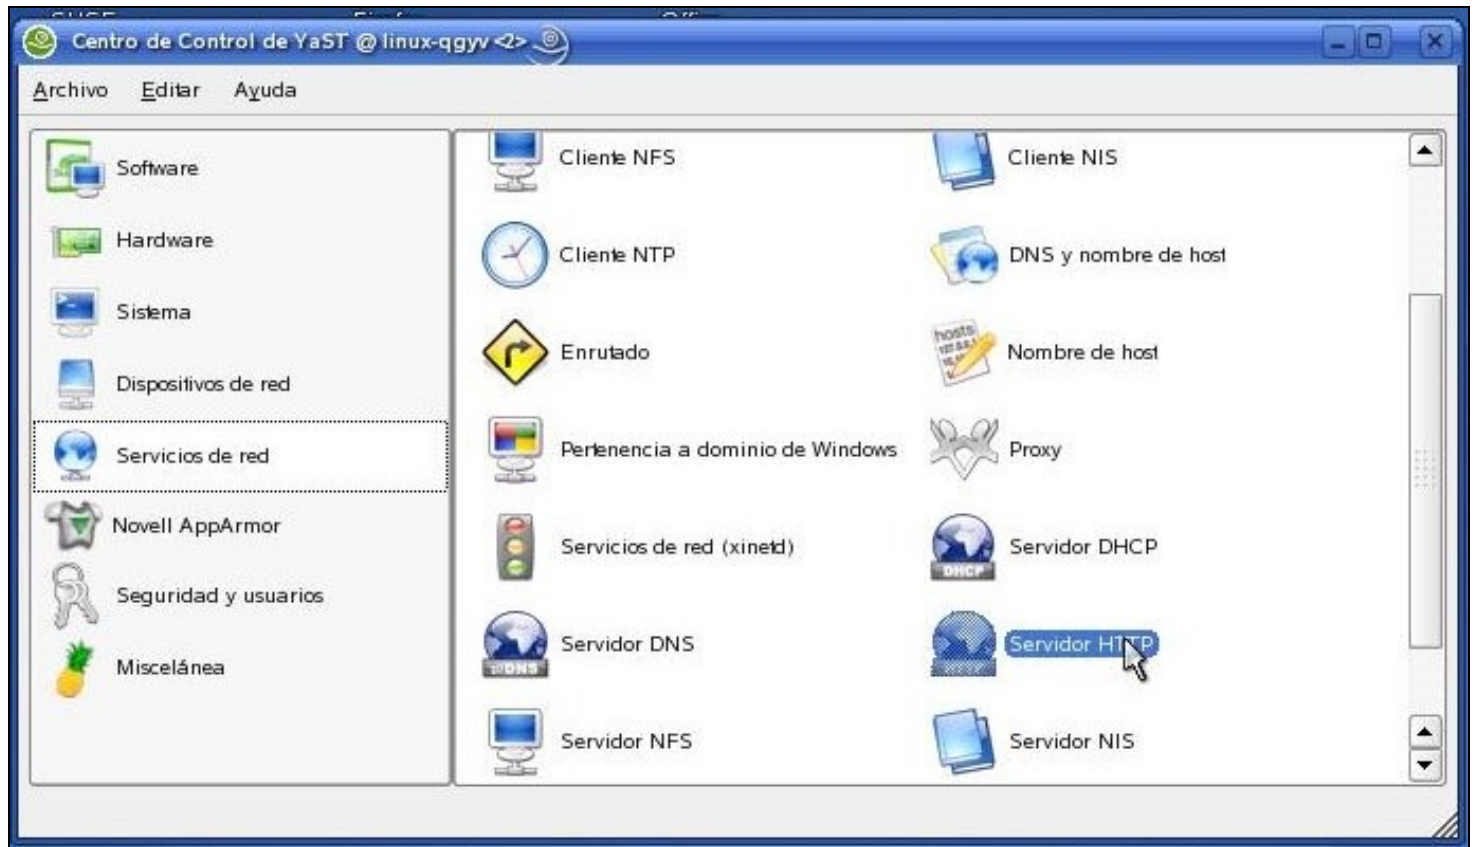 Centro de Control de YaST @ linux-qgyv <2>
Archivo Editar Ayuda
Software
Hardware
Sistema
Dispositivos de red
Servicios de red
Novell AppArmor
Seguridad y usuarios
Miscelánea
Cliente NFS
Cliente NIS
Cliente NTP
DNS y nombre de host
Enrutado
hosts
Nombre de host
Pertenencia a dominio de Windows
Proxy
Servicios de red (xinetd)
DHCP
Servidor DHCP
DNS
Servidor DNS
Servidor HTTP
Servidor NFS
Servidor NIS